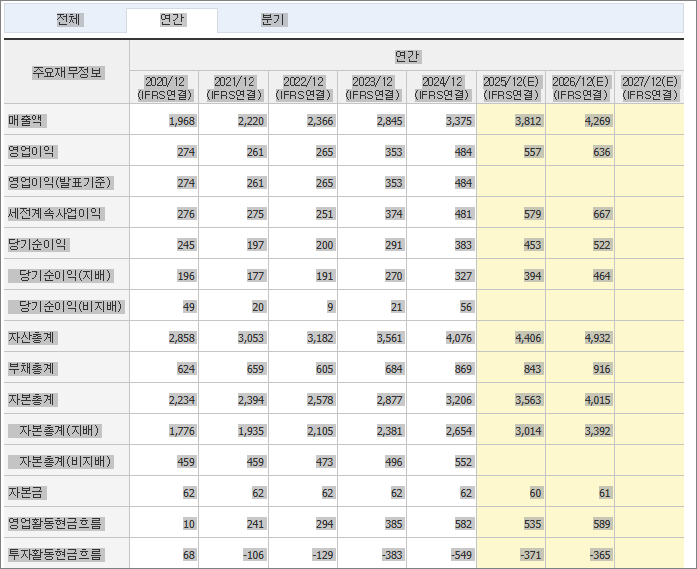 전체 연간 분기
주요재무정보 연간
2020/12 (IFRS연결) 2021/12 (IFRS연결) 2022/12 (IFRS연결) 2023/12 (IFRS연결) 2024/12 (IFRS연결) 2025/12(E) (IFRS연결) 2026/12(E) (IFRS연결) 2027/12(E) (IFRS연결)
매출액 1,968 2,220 2,366 2,845 3,375 3,812 4,269
영업이익 274 261 265 353 484 557 636
영업이익(발표기준) 274 261 265 353 484
세전계속사업이익 276 275 251 374 481 579 667
당기순이익 245 197 200 291 383 453 522
당기순이익(지배) 196 177 191 270 327 394 464
당기순이익(비지배) 49 20 9 21 56
자산총계 2,858 3,053 3,182 3,561 4,076 4,406 4,932
부채총계 624 659 605 684 869 843 916
자본총계 2,234 2,394 2,578 2,877 3,206 3,563 4,015
자본총계(지배) 1,776 1,935 2,105 2,381 2,654 3,014 3,392
자본총계(비지배) 459 459 473 496 552
자본금 62 62 62 62 62 60 61
영업활동현금흐름 10 241 294 385 582 535 589
투자활동현금흐름 68 -106 -129 -383 -549 -371 -365